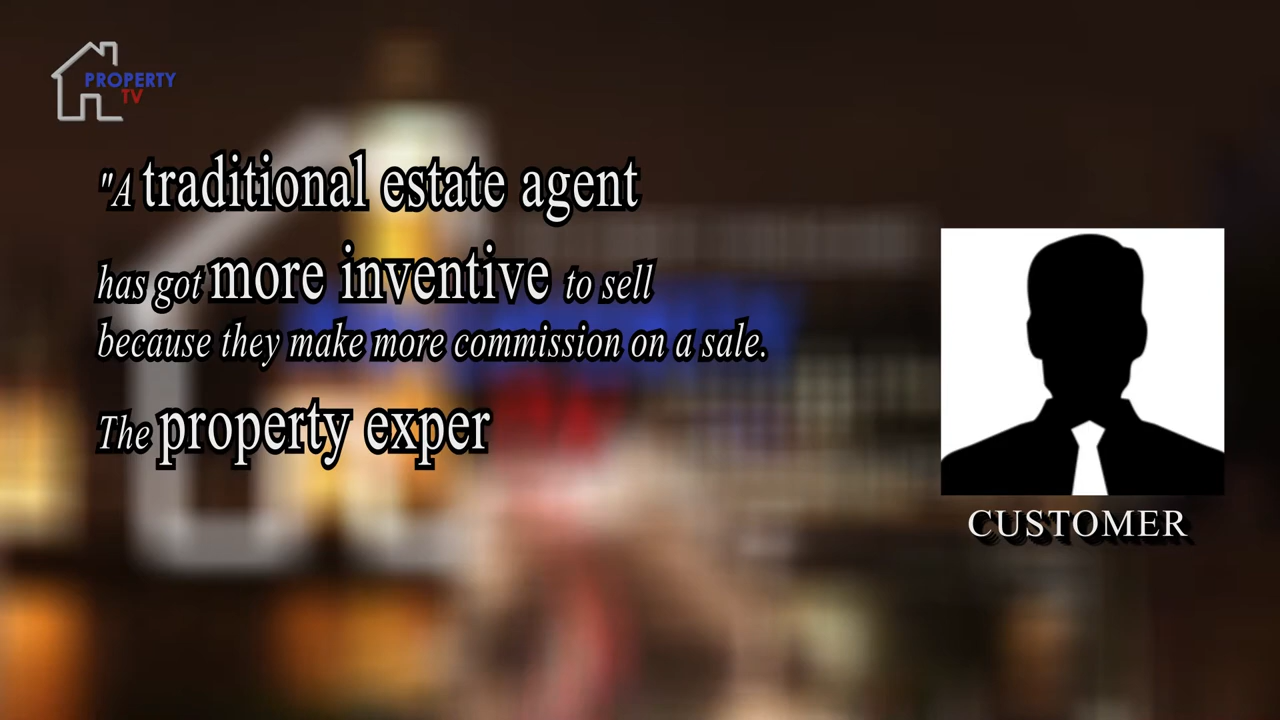 PROPERTY
TV
"A traditional estate agent
has got more inventive to sell
because they make more commission on a sale.
The property exper
CUSTOMER